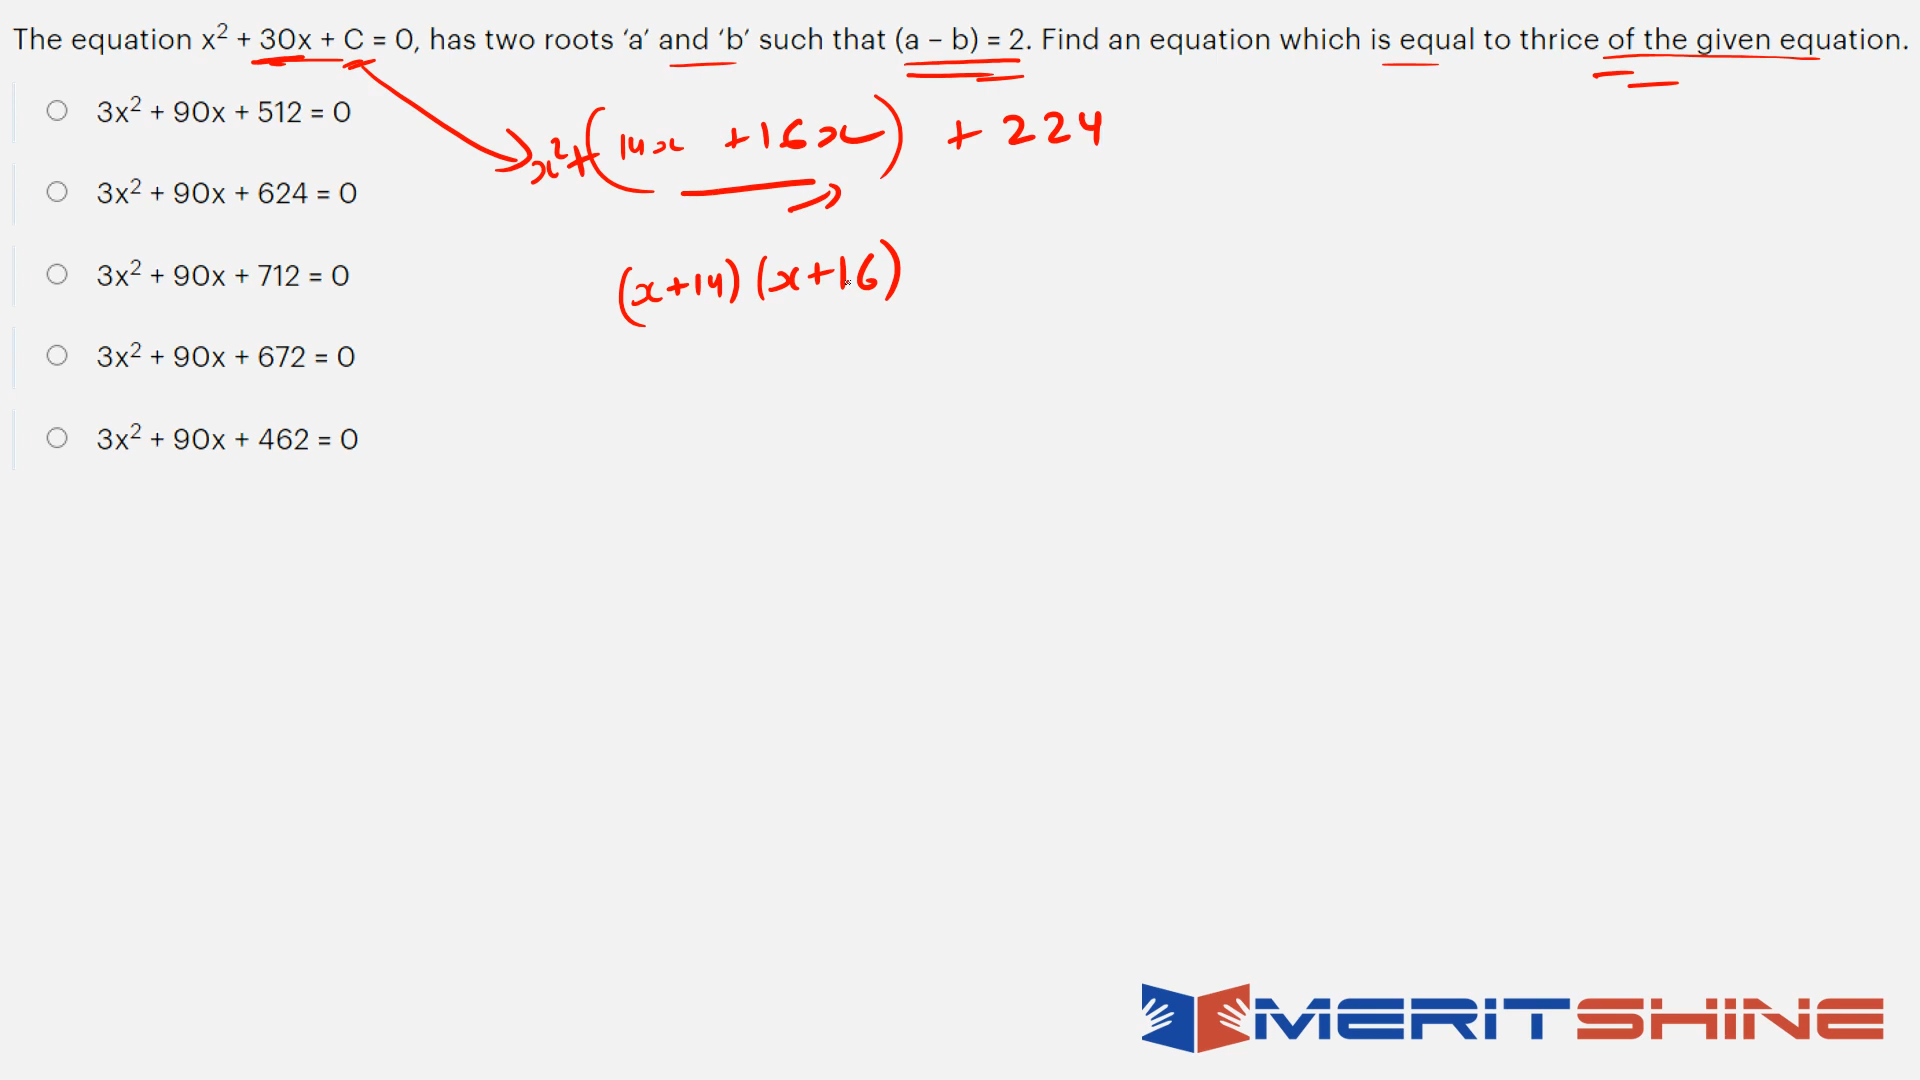 The equation x² + 30x + C = 0, has two roots ‘a’ and ‘b’ such that (a – b) = 2. Find an equation which is equal to thrice of the given equation.
3x² + 90x + 512 = 0
x²+(14x +16x) + 224
3x² + 90x + 624 = 0
3x² + 90x + 712 = 0
(x+14)(x+16)
3x² + 90x + 672 = 0
3x² + 90x + 462 = 0
MERITSHINE